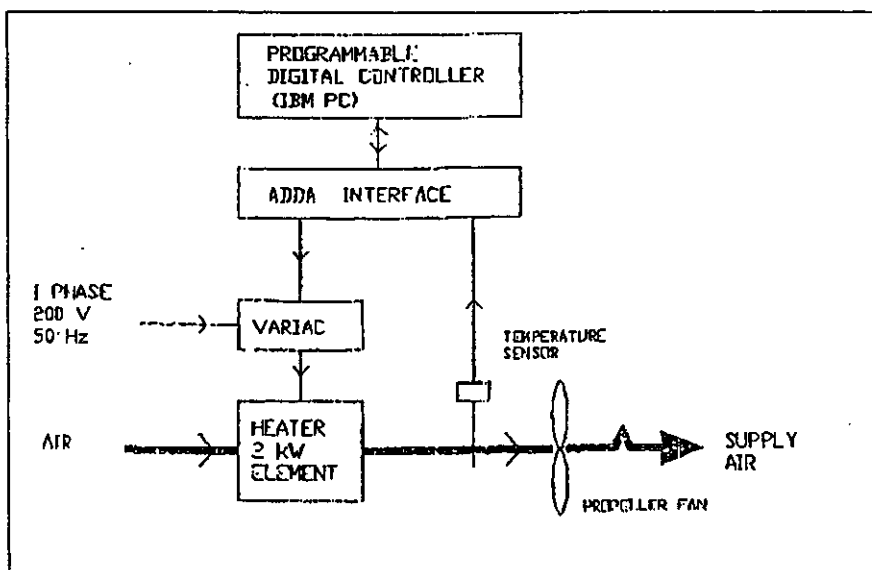 PROGRAMMABLE
DIGITAL CONTROLLER
(IBM PC)
ADDA INTERFACE
1 PHASE
200 V
50 Hz
VARIAC
TEMPERATURE
SENSOR
AIR
HEATER
2 kW
ELEMENT
SUPPLY
AIR
PROPELLER FAN